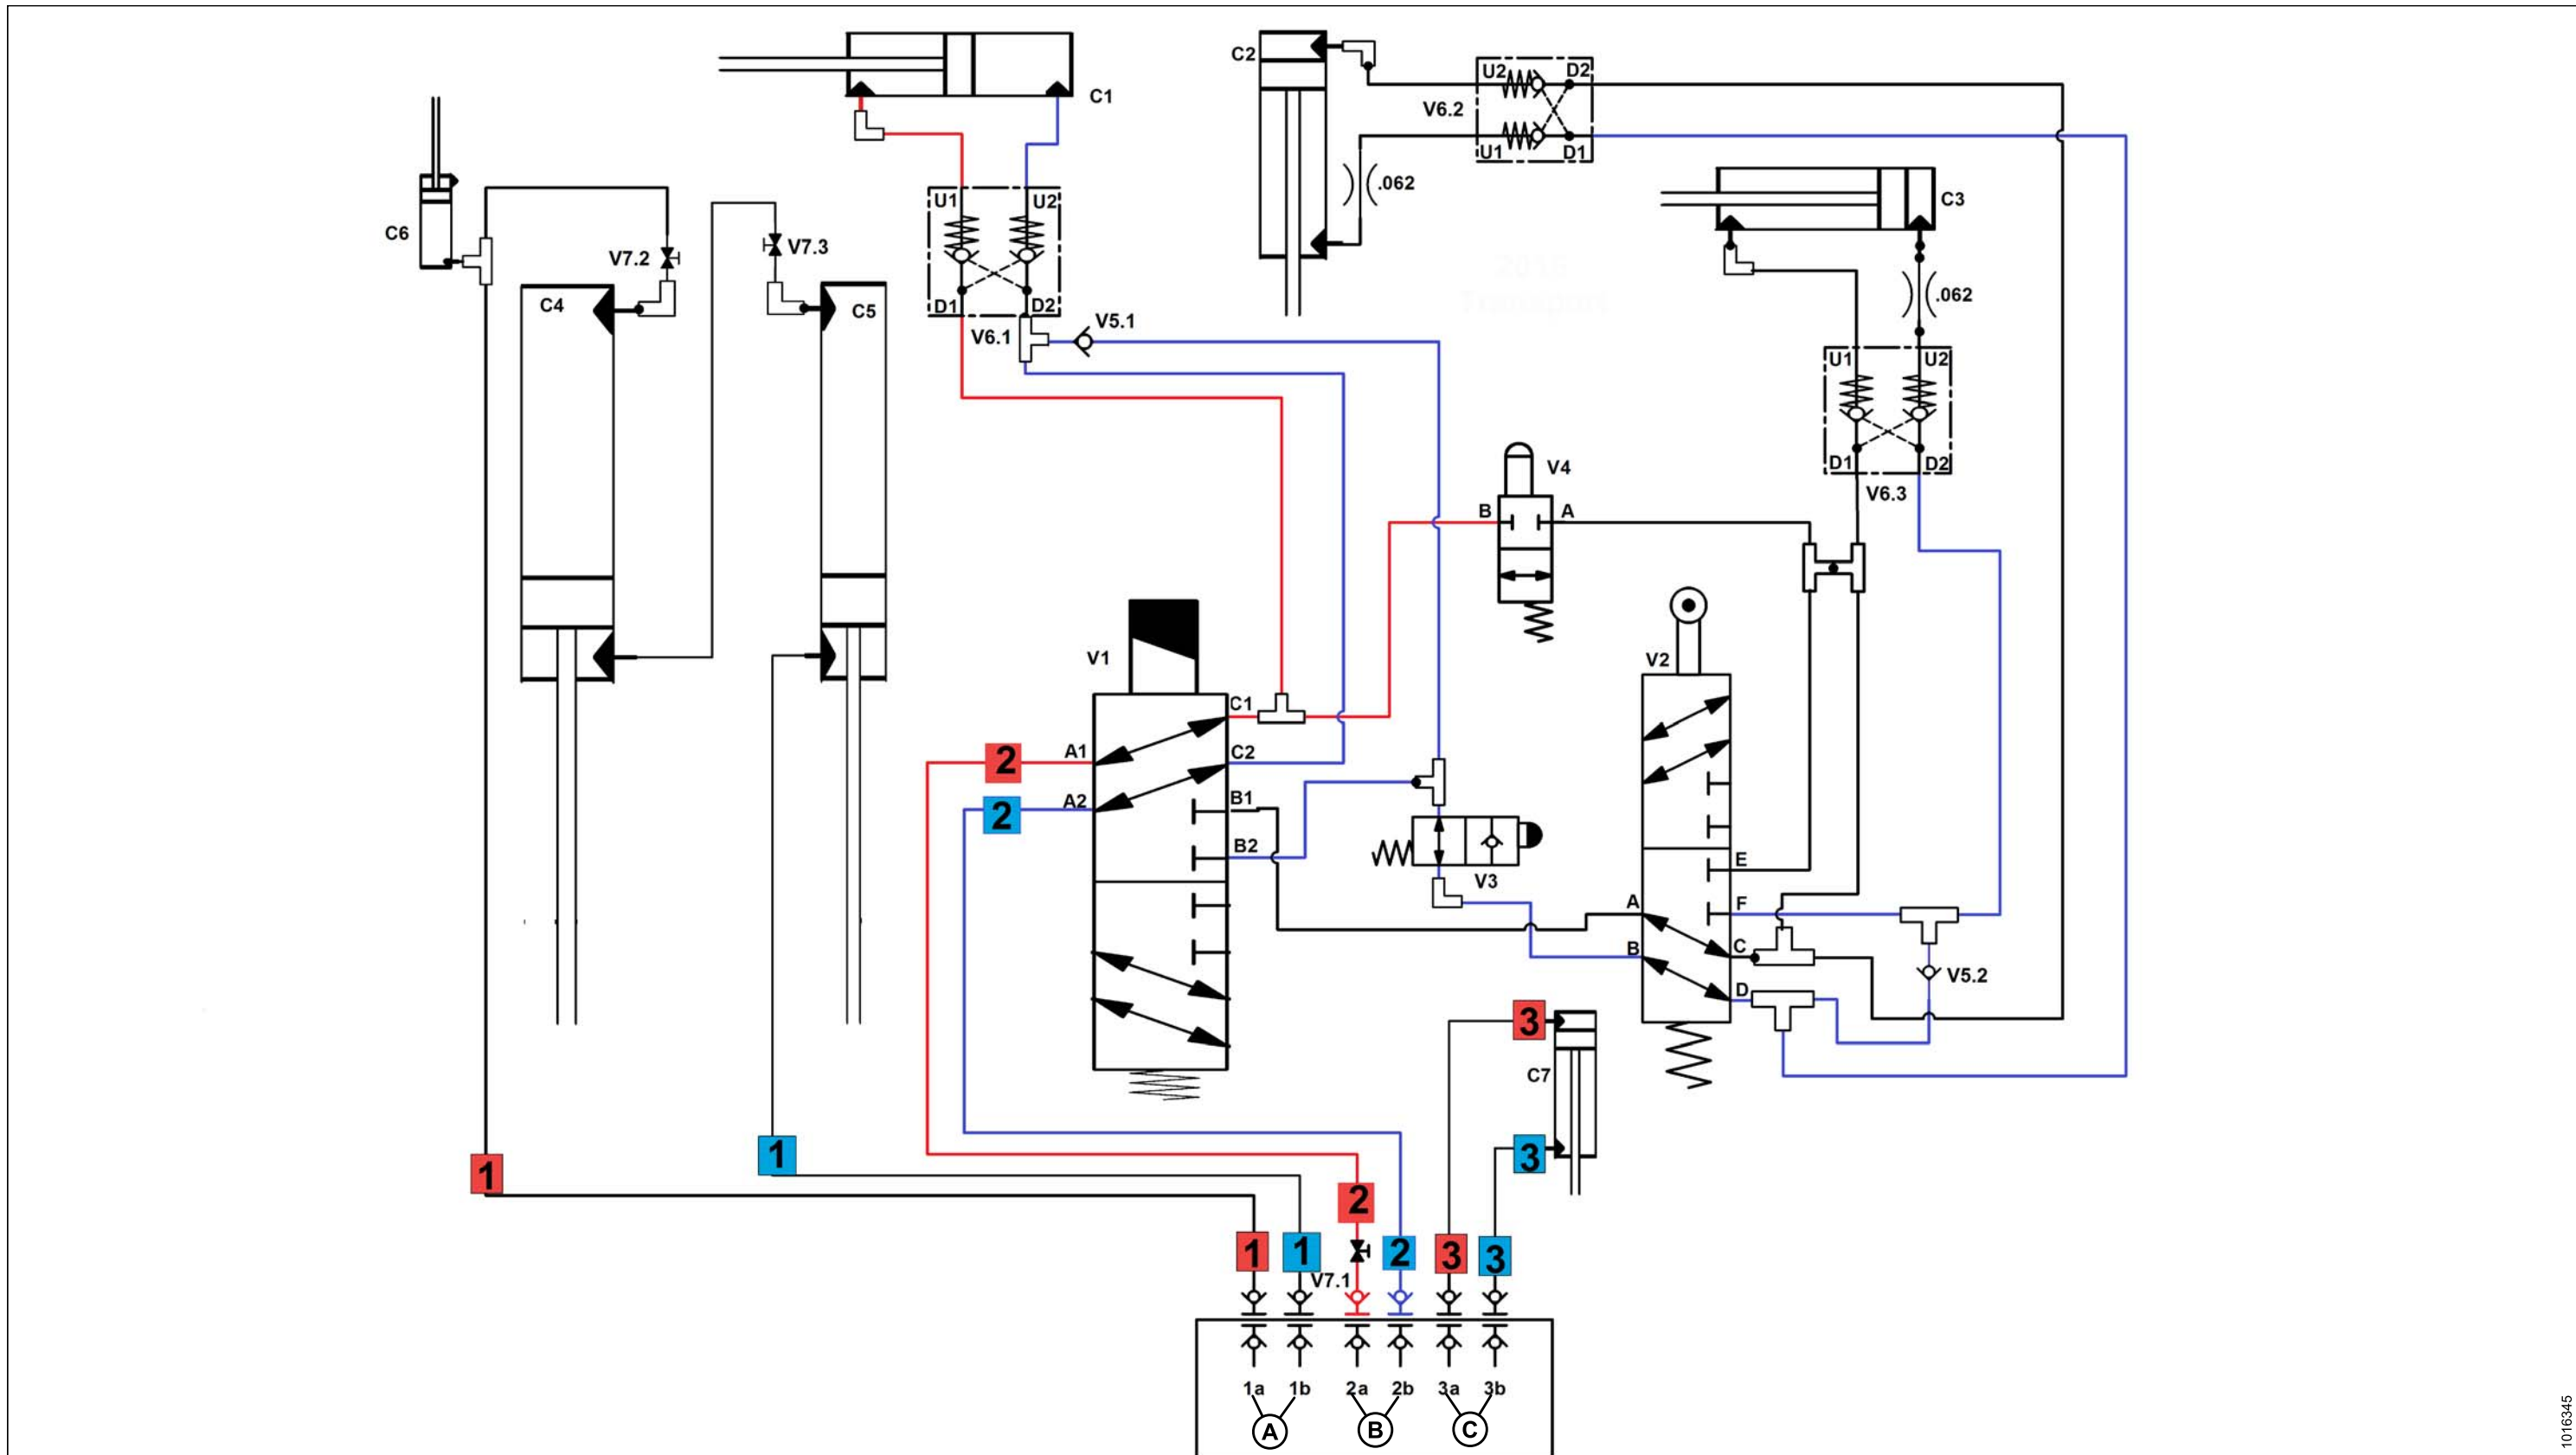 C1
C2
U2 D2
V6.2
U1 D1
.062
C3
C6
V7.2
V7.3
U1 U2
C4
C5
D1 D2
V6.1
V5.1
.062
U1 U2
D1 D2
V6.3
V4
B A
V1
V2
C1
A1
C2
2
A2
B1
2
B2
V3
E
A
F
C
B
D
V5.2
3
C7
3
1
1
2
1 1 2 3 3
V7.1
1a 1b 2a 2b 3a 3b
A B C
1016345